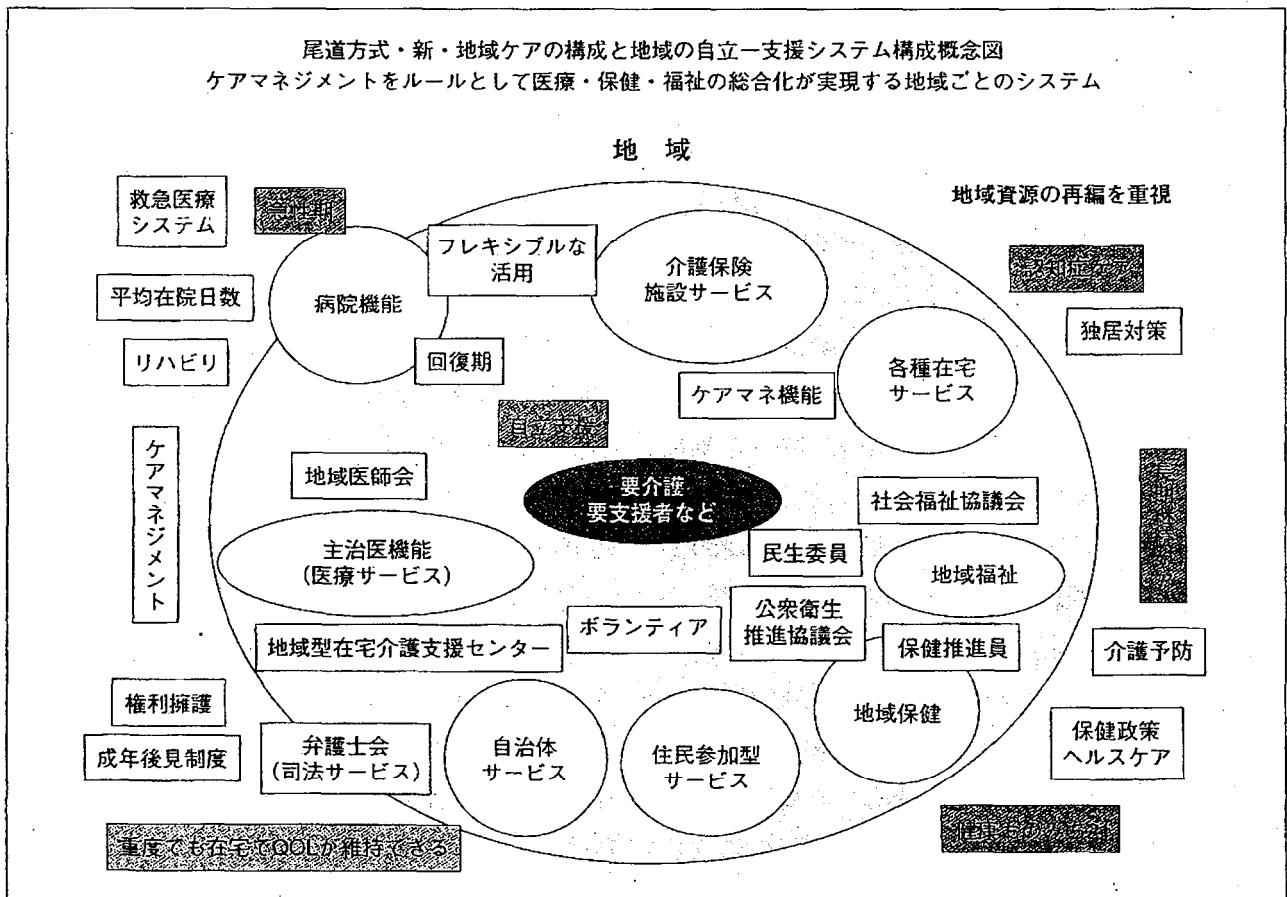 尾道方式・新・地域ケアの構成と地域の自立ー支援システム構成概念図
ケアマネジメントをルールとして医療・保健・福祉の総合化が実現する地域ごとのシステム
地 域
地域資源の再編を重視
救急医療
システム
急性期
フレキシブルな
活用
介護保険
施設サービス
認知症ケア
平均在院日数
病院機能
独居対策
リハビリ
回復期
ケアマネ機能
各種在宅
サービス
自立支援
ケアマネジメント
地域医師会
要介護
要支援者など
社会福祉協議会
主治医機能
(医療サービス)
民生委員
地域福祉
地域型在宅介護支援センター
ボランティア
公衆衛生
推進協議会
保健推進員
介護予防
権利擁護
成年後見制度
弁護士会
(司法サービス)
自治体
サービス
住民参加型
サービス
地域保健
保健政策
ヘルスケア
重度でも在宅でQOLが維持できる